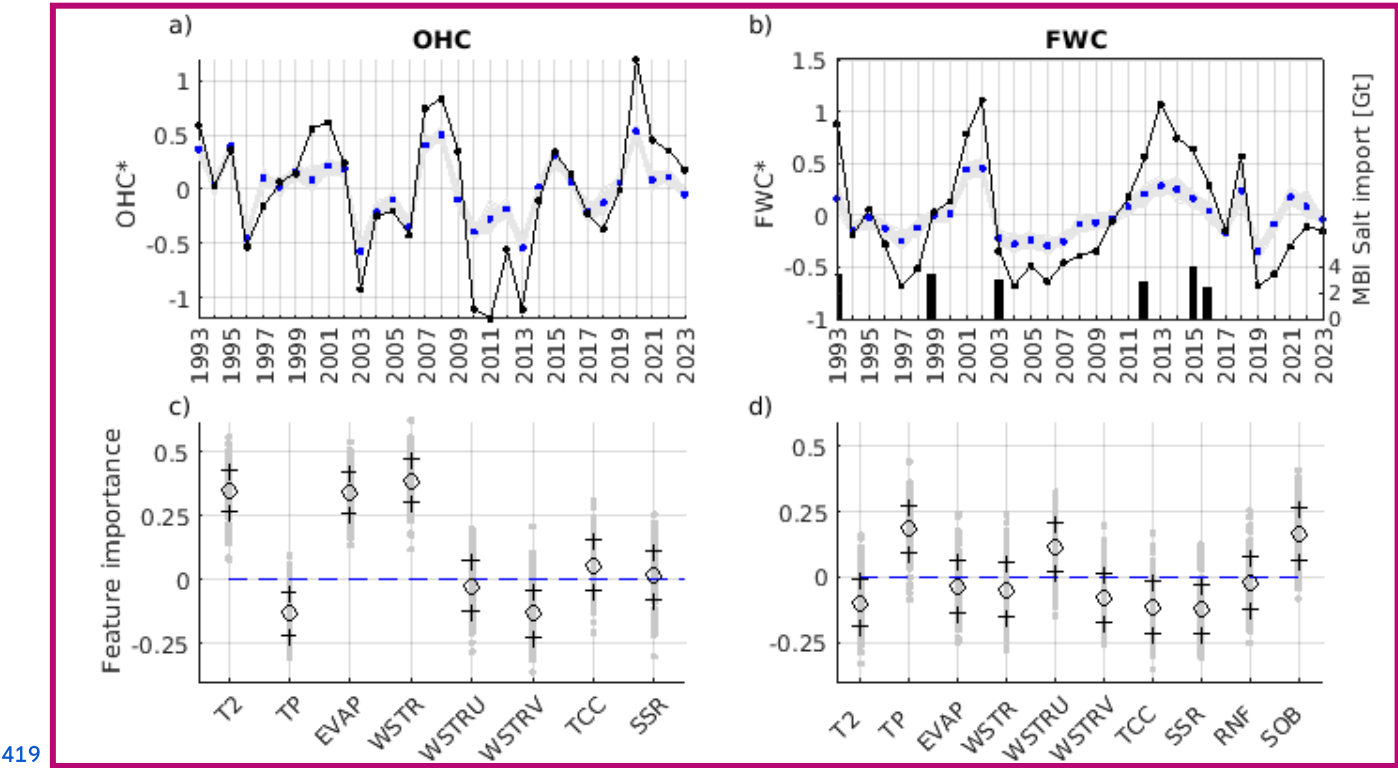 a)
OHC
OHC*
1
0.5
0
-0.5
-1
1993
1995
1997
1999
2001
2003
2005
2007
2009
2011
2013
2015
2017
2019
2021
2023
b)
FWC
FWC*
1.5
1
0.5
0
-0.5
-1
MBI Salt import [Gt]
4
2
0
1993
1995
1997
1999
2001
2003
2005
2007
2009
2011
2013
2015
2017
2019
2021
2023
c)
Feature importance
0.5
0.25
0
-0.25
T2
TP
EVAP
WSTR
WSTRU
WSTRV
TCC
SSR
d)
0.5
0.25
0
-0.25
T2
TP
EVAP
WSTR
WSTRU
WSTRV
TCC
SSR
RNF
SOB
419